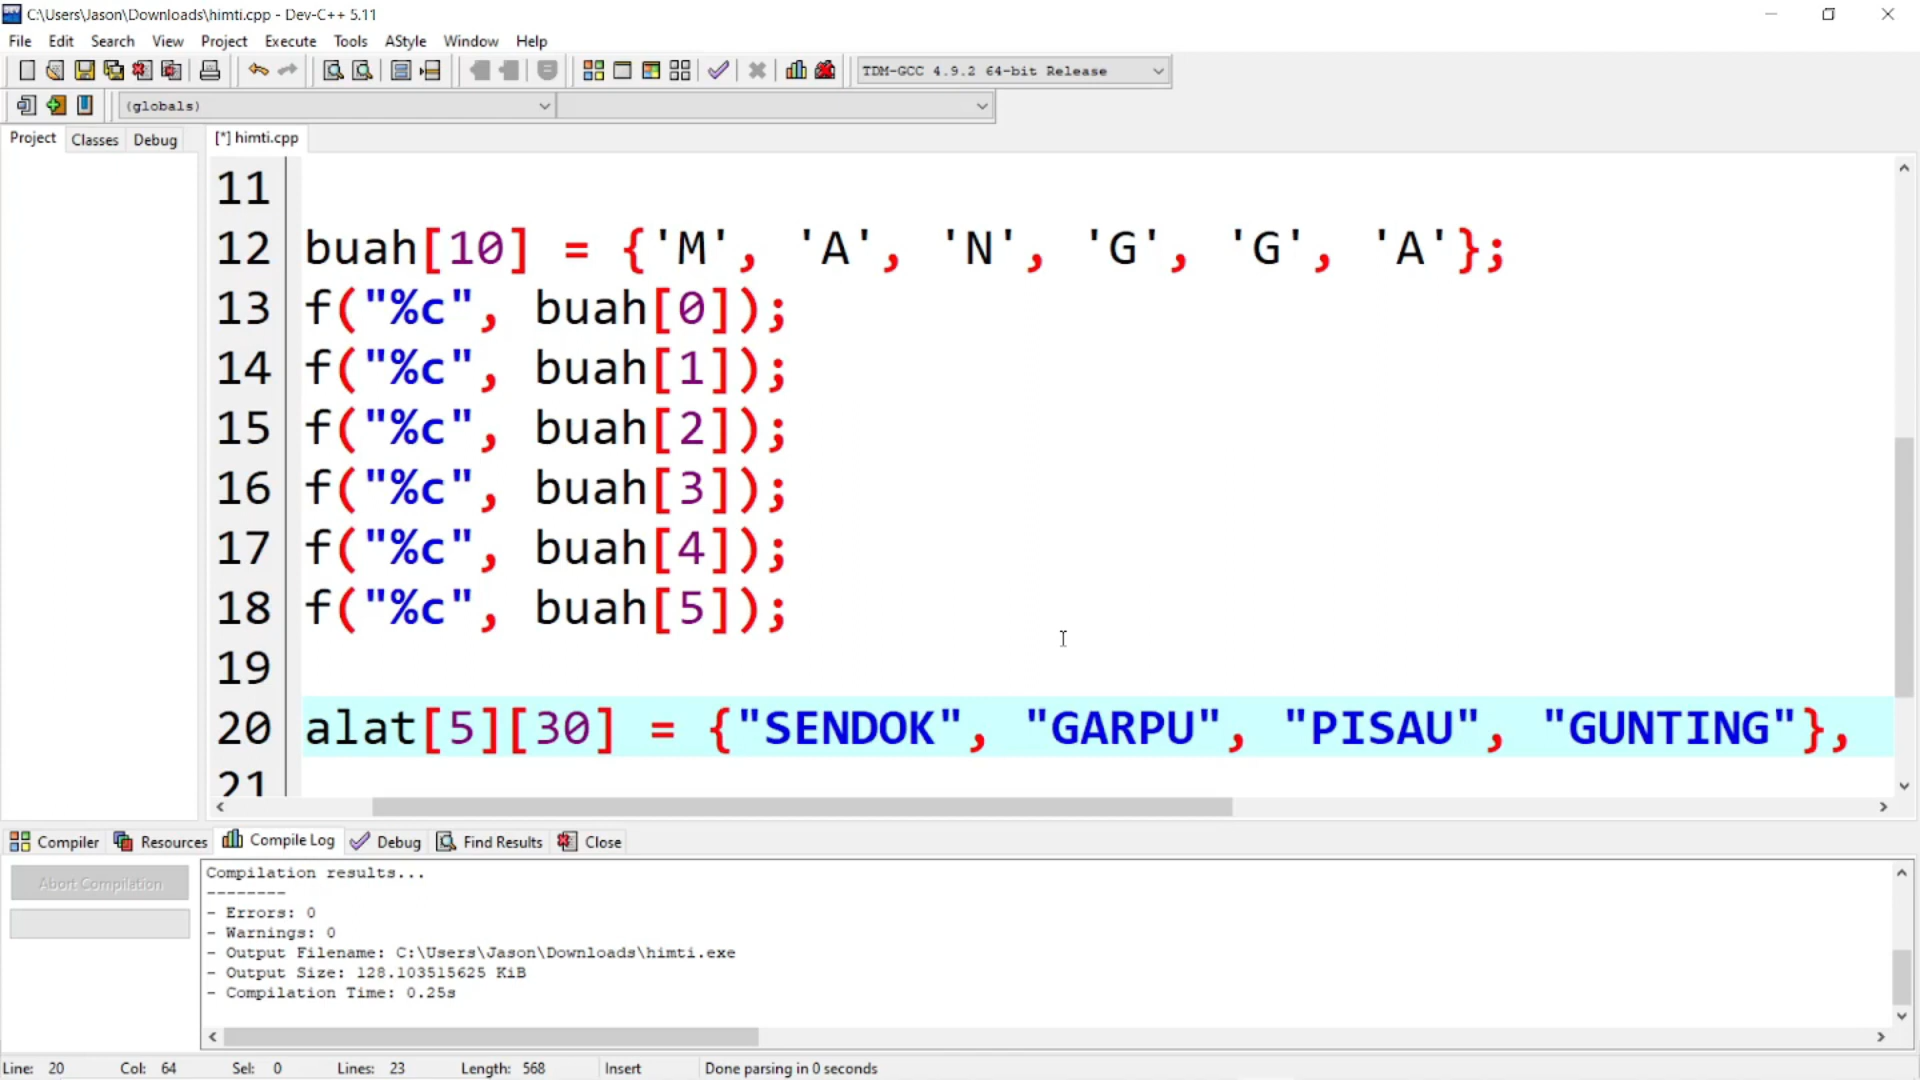 C:\Users\Jason\Downloads\himti.cpp - Dev-C++ 5.11
File Edit Search View Project Execute Tools AStyle Window Help
TDM-GCC 4.9.2 64-bit Release
(globals)
Project Classes Debug [*] himti.cpp
11
12 buah[10] = {'M', 'A', 'N', 'G', 'G', 'A'};
13 f("%c", buah[0]);
14 f("%c", buah[1]);
15 f("%c", buah[2]);
16 f("%c", buah[3]);
17 f("%c", buah[4]);
18 f("%c", buah[5]);
19
20 alat[5][30] = {"SENDOK", "GARPU", "PISAU", "GUNTING"},
21
Compiler Resources Compile Log Debug Find Results Close
Abort Compilation
Compilation results...
--------
- Errors: 0
- Warnings: 0
- Output Filename: C:\Users\Jason\Downloads\himti.exe
- Output Size: 128.103515625 KiB
- Compilation Time: 0.25s
Line: 20 Col: 64 Sel: 0 Lines: 23 Length: 568 Insert Done parsing in 0 seconds